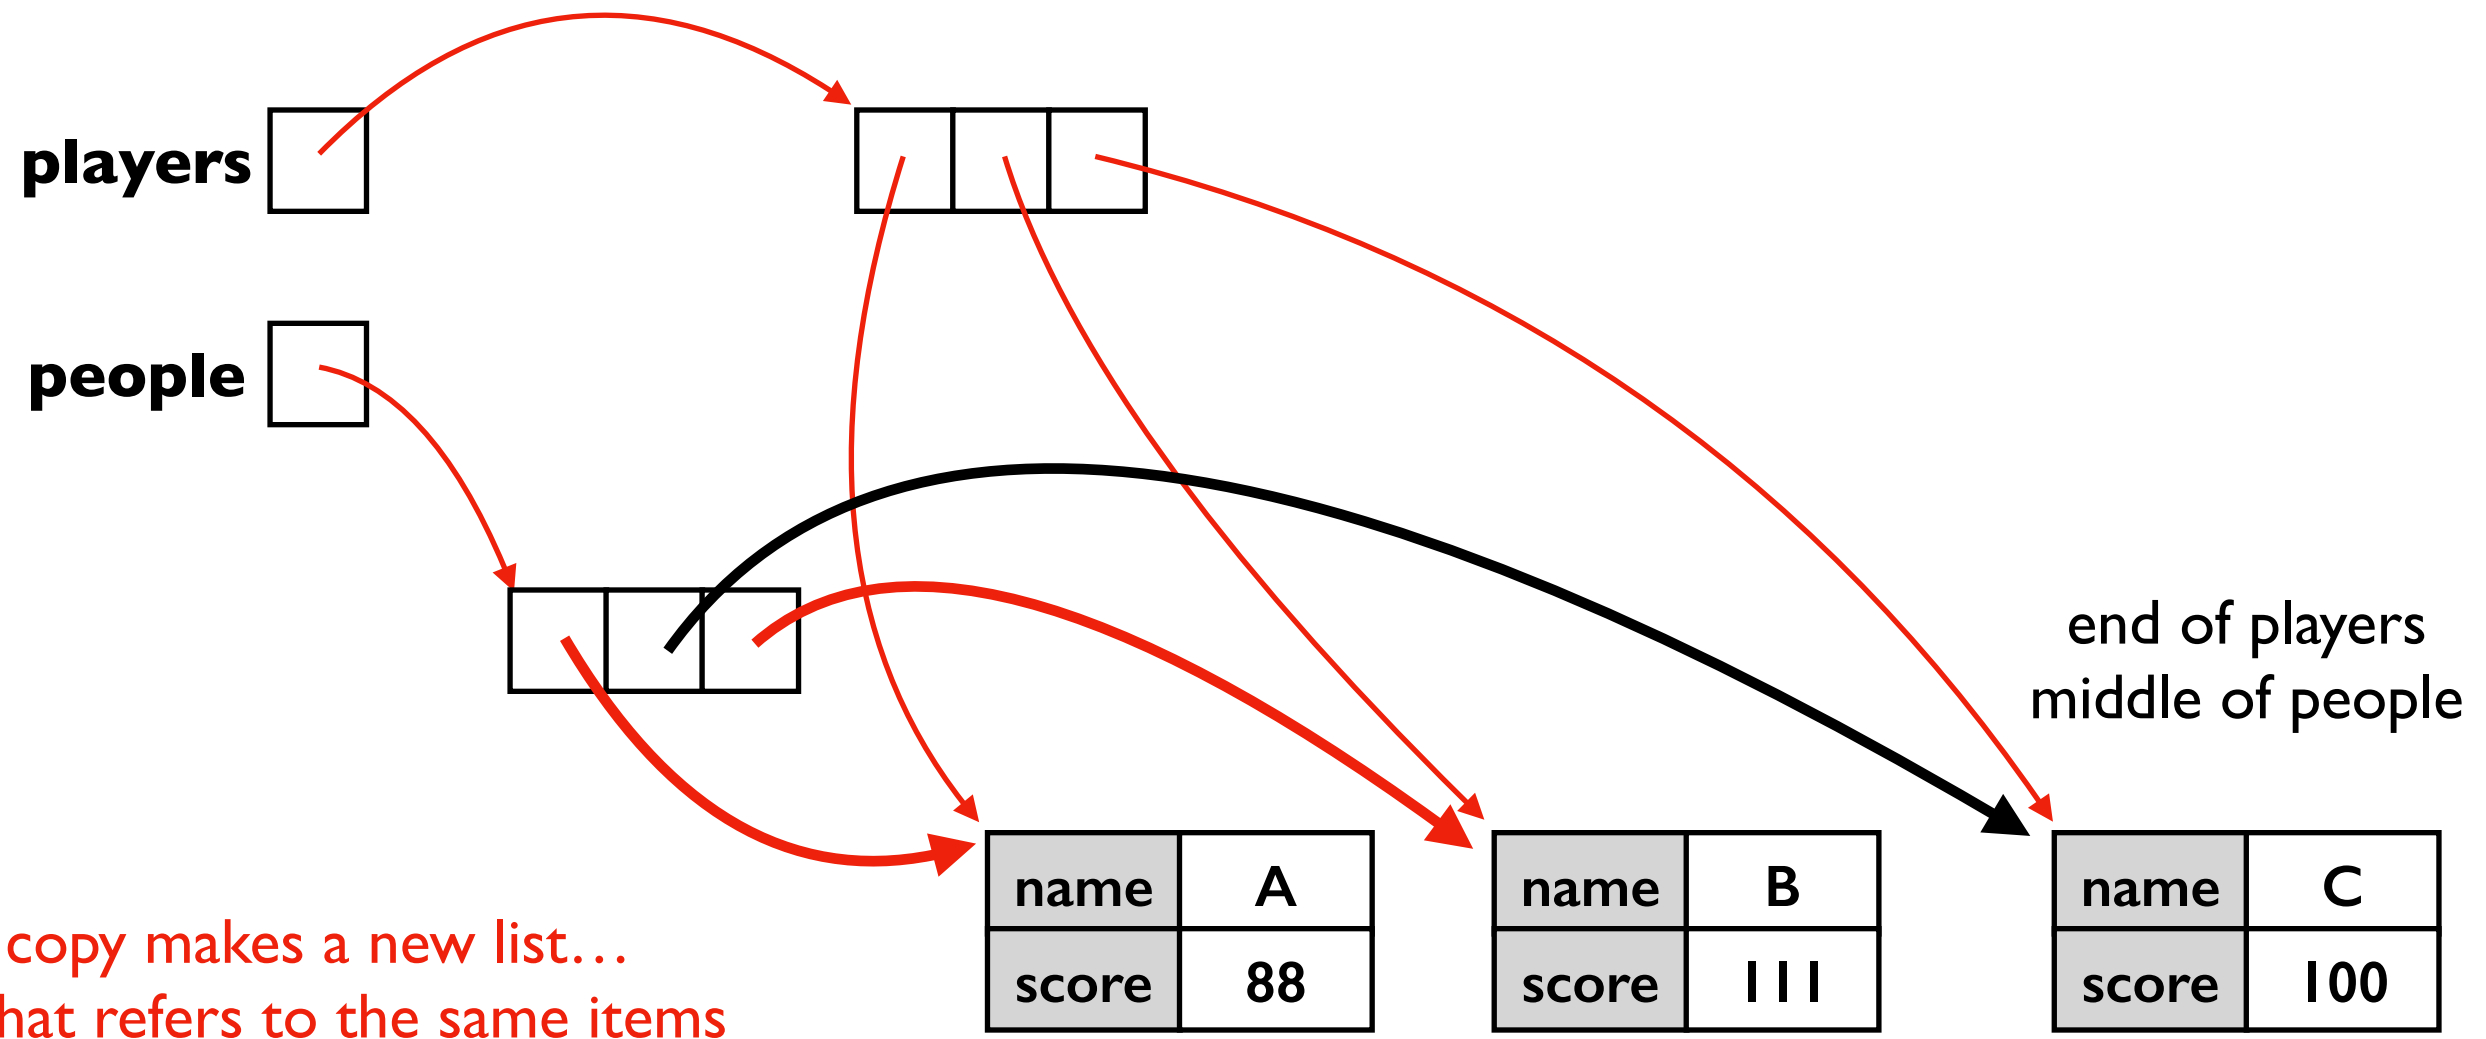 players
people
end of players
middle of people
name A
score 88
name B
score 111
name C
score 100
copy makes a new list…
hat refers to the same items